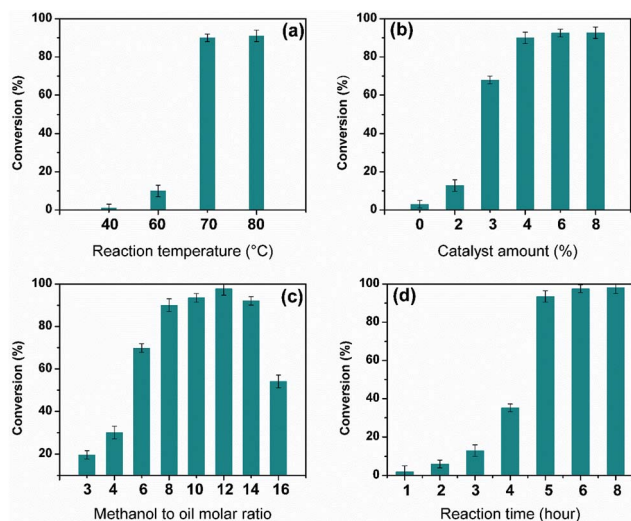 (a)
Conversion (%)
100
80
60
40
20
0
40 60 70 80
Reaction temperature (°C)
(b)
Conversion (%)
100
80
60
40
20
0
0 2 3 4 6 8
Catalyst amount (%)
(c)
Conversion (%)
100
80
60
40
20
3 4 6 8 10 12 14 16
Methanol to oil molar ratio
(d)
Conversion (%)
100
80
60
40
20
0
1 2 3 4 5 6 8
Reaction time (hour)